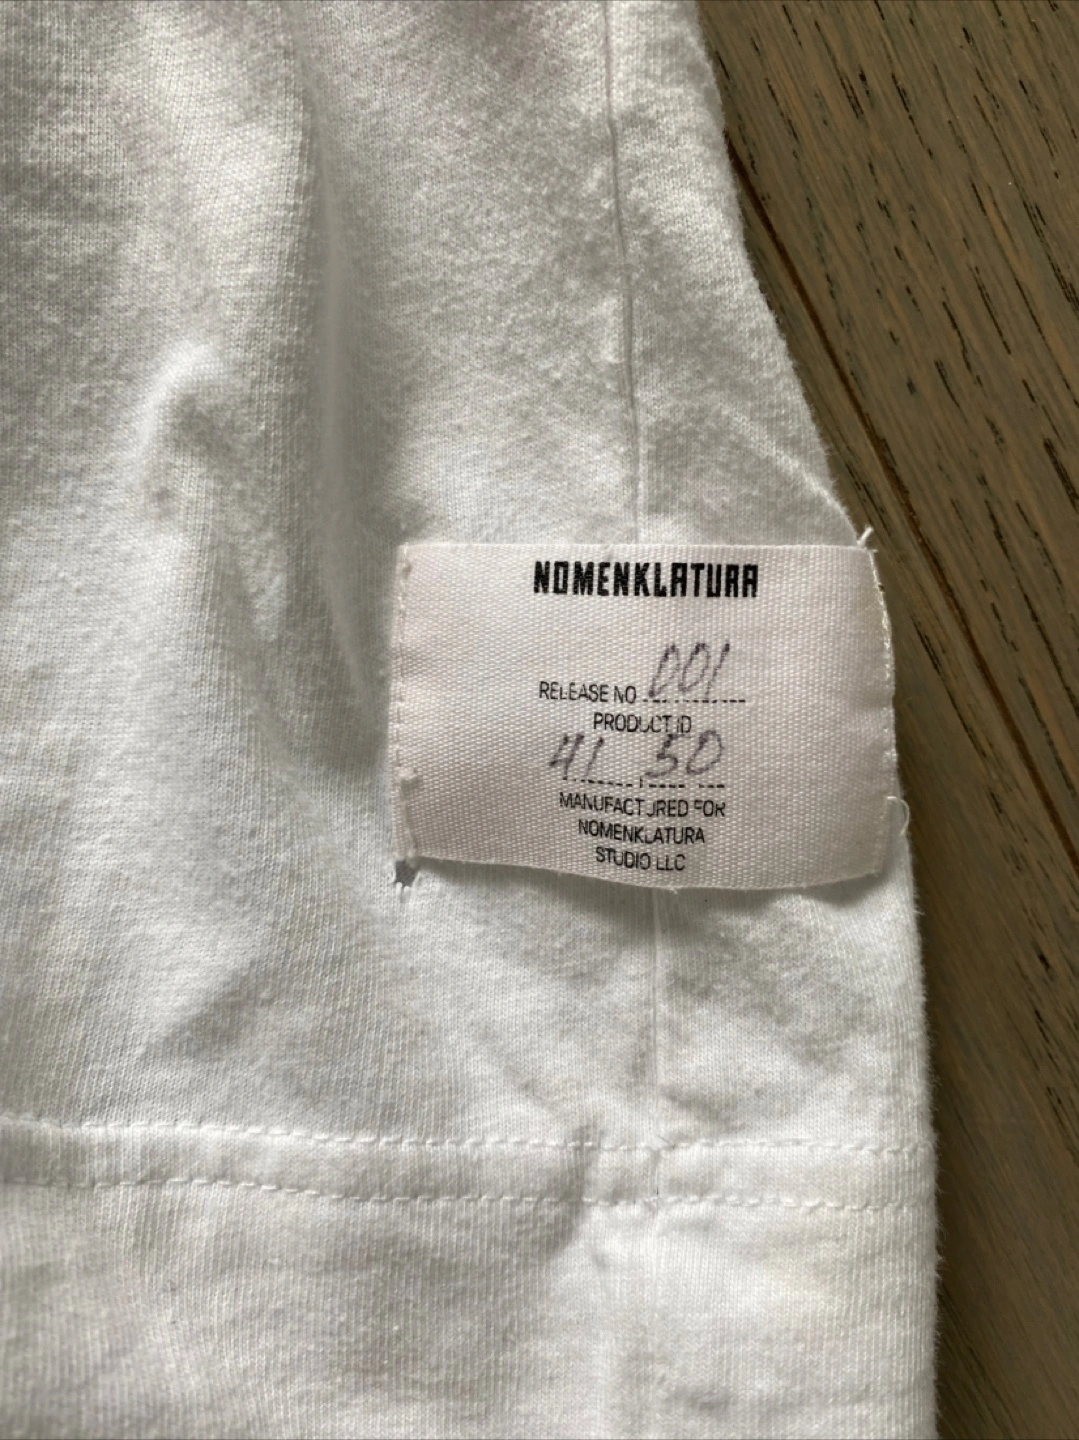 NOMENKLATURA
RELEASE NO 001
PRODUCT ID
41 50
MANUFACTURED FOR
NOMENKLATURA
STUDIO LLC